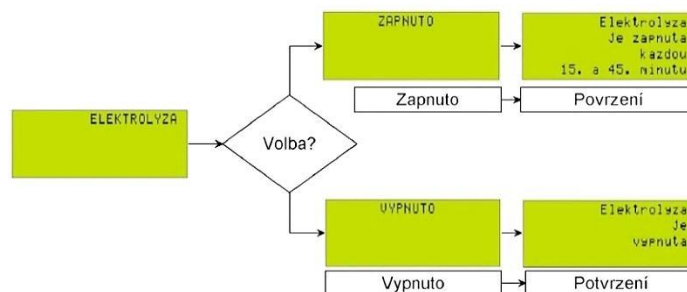 ZAPNUTO
Elektrolyza
Je zapnuta
kazdou
15. a 45. minutu
Zapnuto
Povrzení
ELEKTROLYZA
Volba?
VYPNUTO
Elektrolyza
Je
vypnuta
Vypnuto
Potvrzení